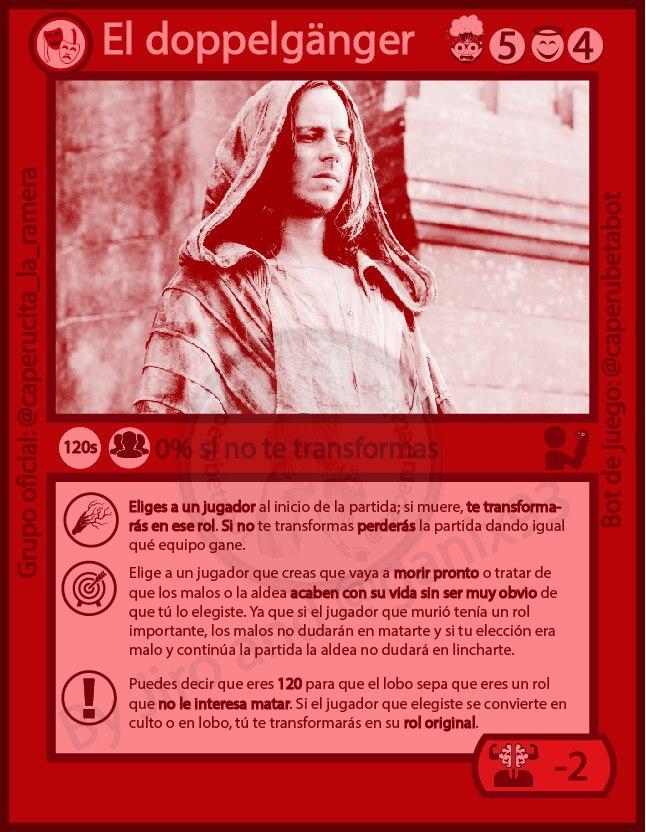 El doppelgänger
5
4
Grupo oficial: @caperucita_la_ramera
Bot de juego: @caperubetabot
120s
0% si no te transformas
Eliges a un jugador al inicio de la partida; si muere, te transforma-
rás en ese rol. Si no te transformas perderás la partida dando igual
qué equipo gane.
Elige a un jugador que creas que vaya a morir pronto o tratar de
que los malos o la aldea acaben con su vida sin ser muy obvio de
que tú lo elegiste. Ya que si el jugador que murió tenía un rol
importante, los malos no dudarán en matarte y si tu elección era
malo y continúa la partida la aldea no dudará en lincharte.
Puedes decir que eres 120 para que el lobo sepa que eres un rol
que no le interesa matar. Si el jugador que elegiste se convierte en
culto o en lobo, tú te transformarás en su rol original.
-2